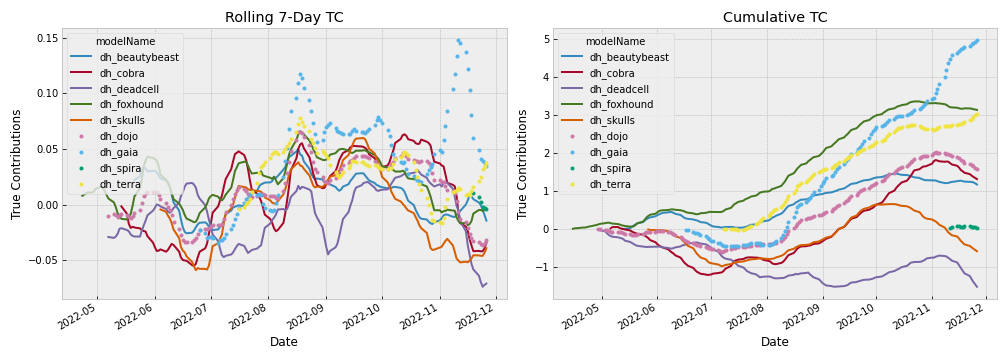 Rolling 7-Day TC
True Contributions
0.15
0.10
0.05
0.00
−0.05
modelName
dh_beautybeast
dh_cobra
dh_deadcell
dh_foxhound
dh_skulls
dh_dojo
dh_gaia
dh_spira
dh_terra
2022-05
2022-06
2022-07
2022-08
2022-09
2022-10
2022-11
2022-12
Date
Cumulative TC
True Contributions
5
4
3
2
1
0
−1
modelName
dh_beautybeast
dh_cobra
dh_deadcell
dh_foxhound
dh_skulls
dh_dojo
dh_gaia
dh_spira
dh_terra
2022-05
2022-06
2022-07
2022-08
2022-09
2022-10
2022-11
2022-12
Date